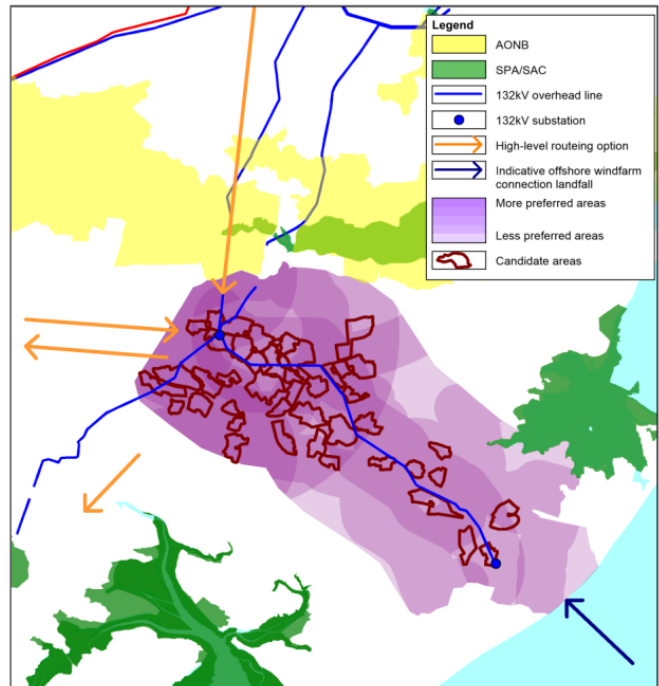 Legend
AONB
SPA/SAC
132kV overhead line
132kV substation
High-level routeing option
Indicative offshore windfarm
connection landfall
More preferred areas
Less preferred areas
Candidate areas